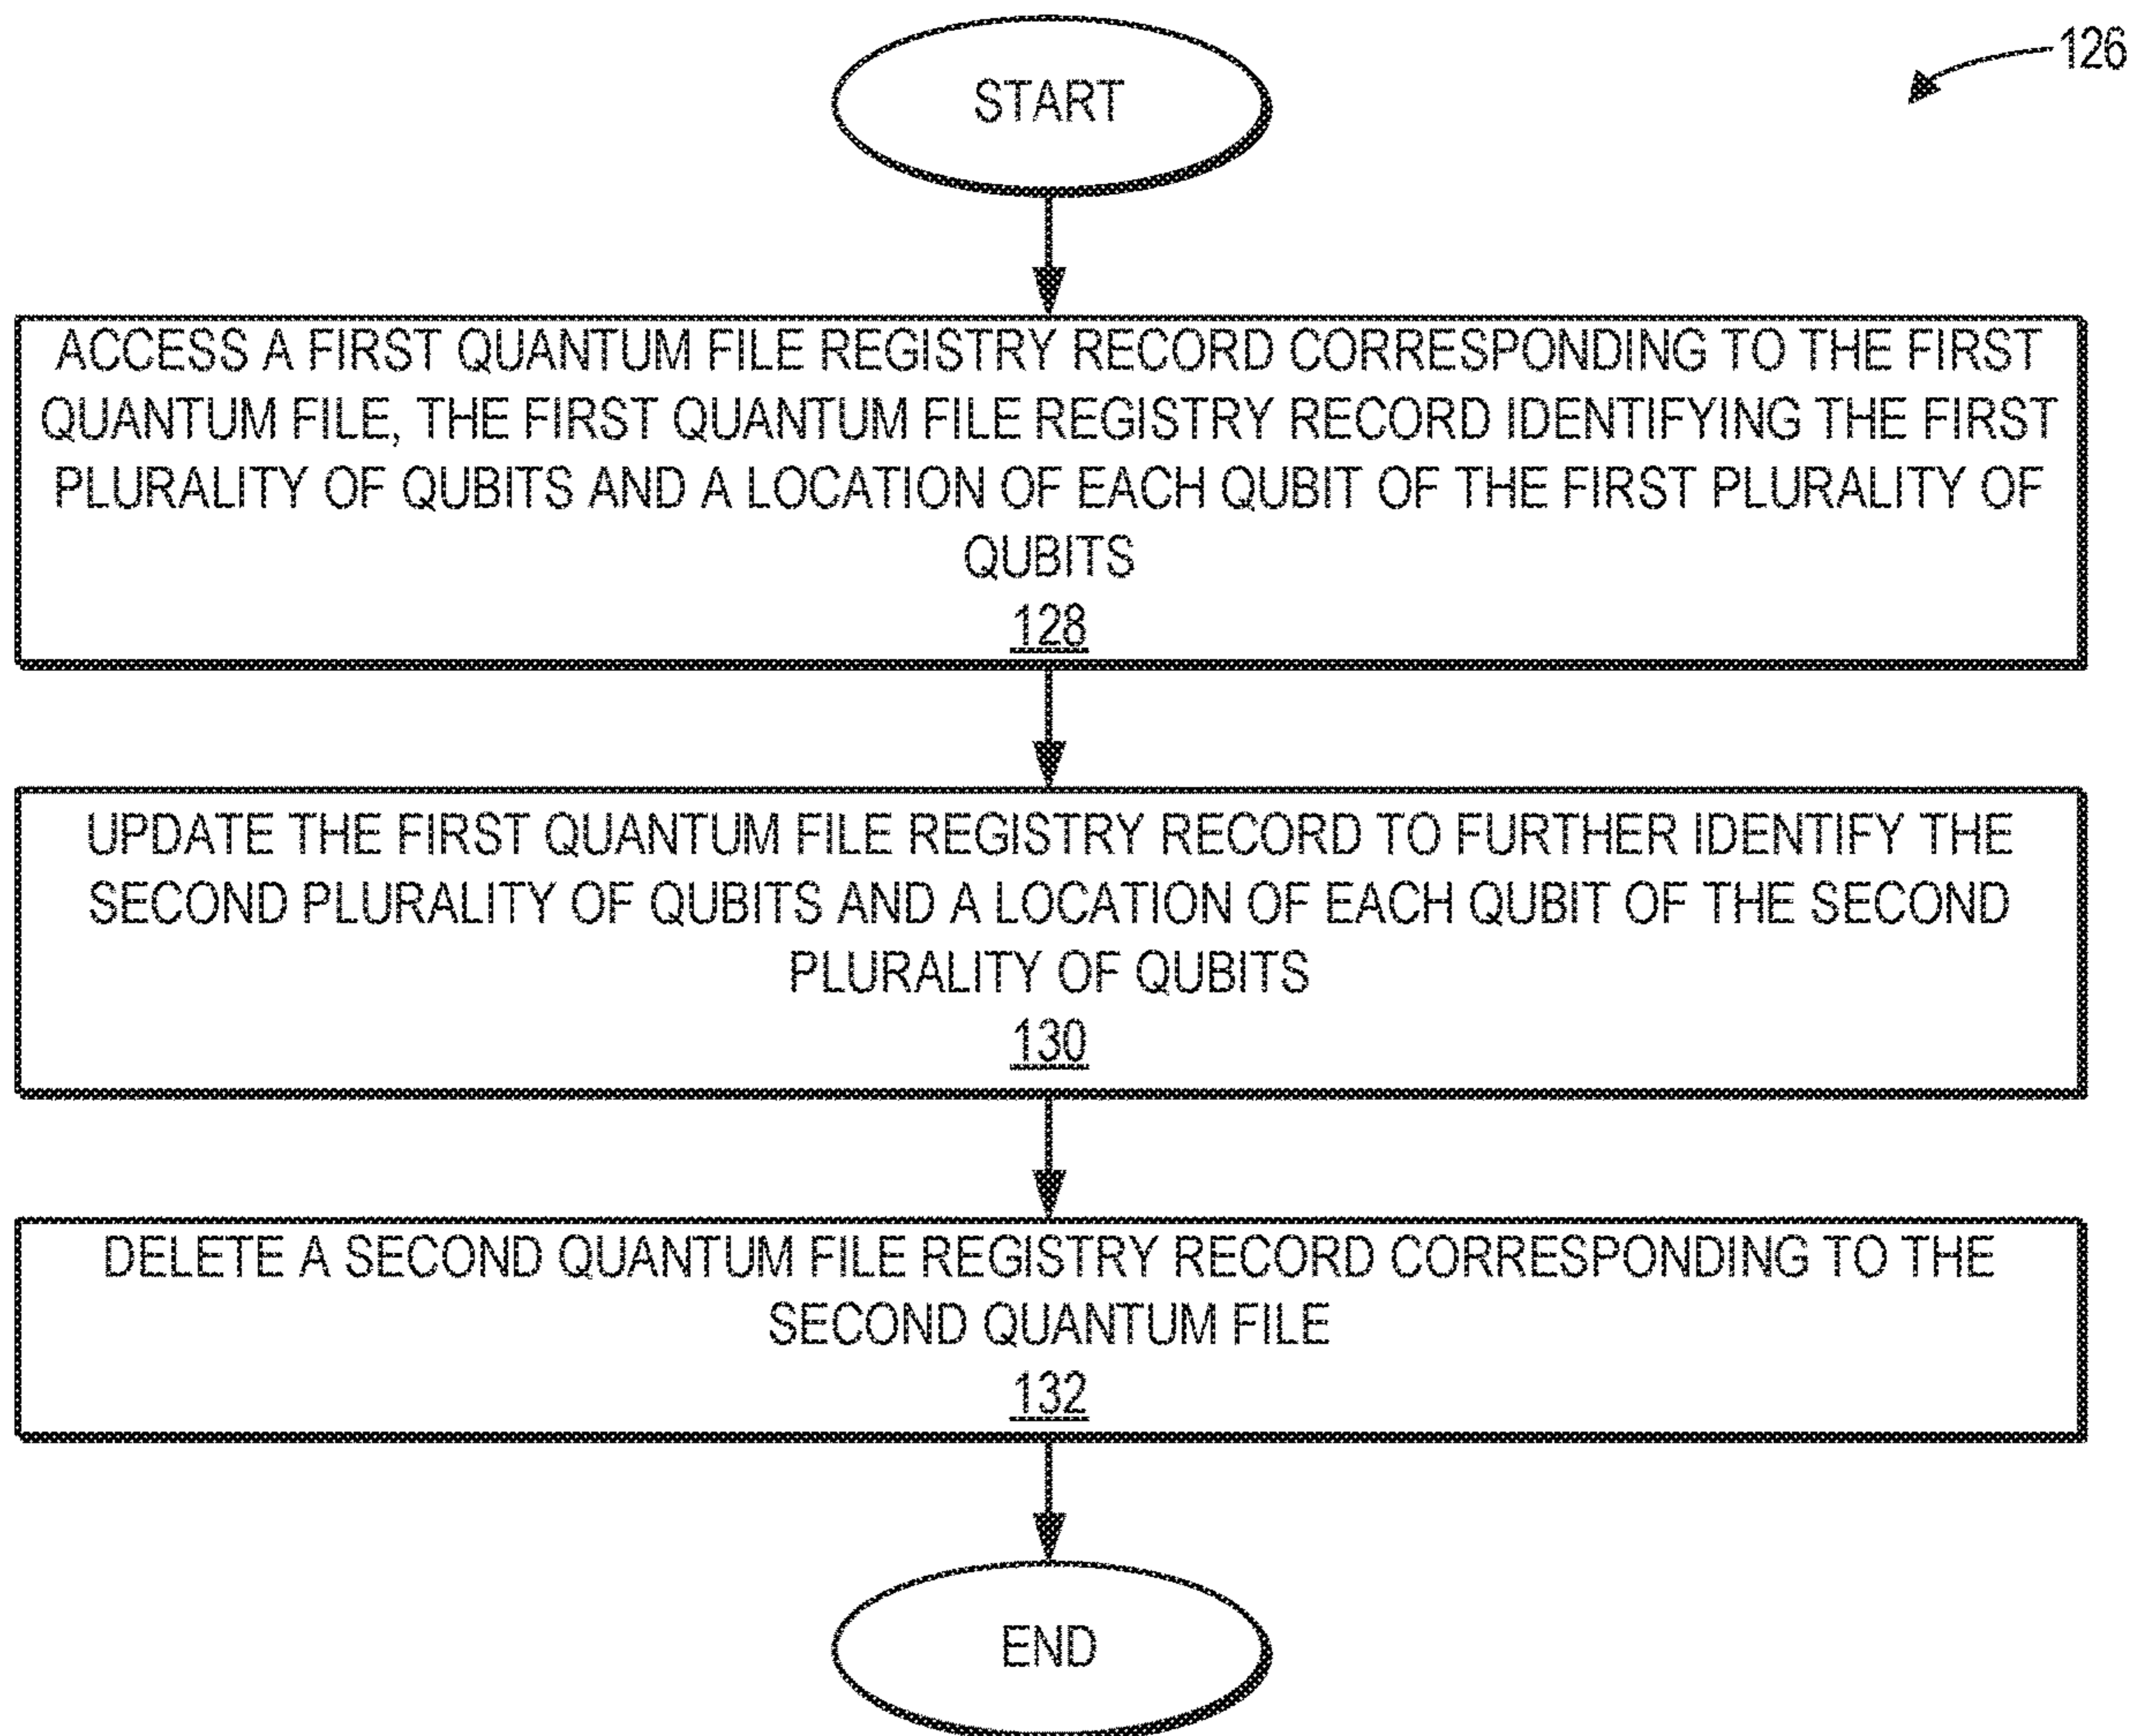 START
126
ACCESS A FIRST QUANTUM FILE REGISTRY RECORD CORRESPONDING TO THE FIRST
QUANTUM FILE, THE FIRST QUANTUM FILE REGISTRY RECORD IDENTIFYING THE FIRST
PLURALITY OF QUBITS AND A LOCATION OF EACH QUBIT OF THE FIRST PLURALITY OF
QUBITS
128
UPDATE THE FIRST QUANTUM FILE REGISTRY RECORD TO FURTHER IDENTIFY THE
SECOND PLURALITY OF QUBITS AND A LOCATION OF EACH QUBIT OF THE SECOND
PLURALITY OF QUBITS
130
DELETE A SECOND QUANTUM FILE REGISTRY RECORD CORRESPONDING TO THE
SECOND QUANTUM FILE
132
END